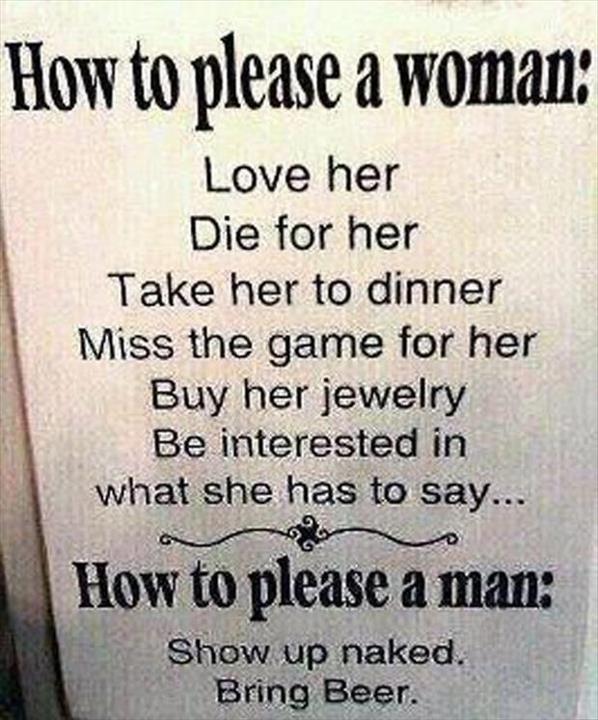 How to please a woman:
Love her
Die for her
Take her to dinner
Miss the game for her
Buy her jewelry
Be interested in
what she has to say...
How to please a man:
Show up naked.
Bring Beer.